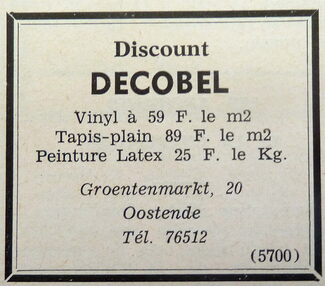 Discount
DECOBEL
Vinyl à 59 F. le m2
Tapis-plain 89 F. le m2
Peinture Latex 25 F. le Kg.
Groentenmarkt, 20
Oostende
Tél. 76512
(5700)